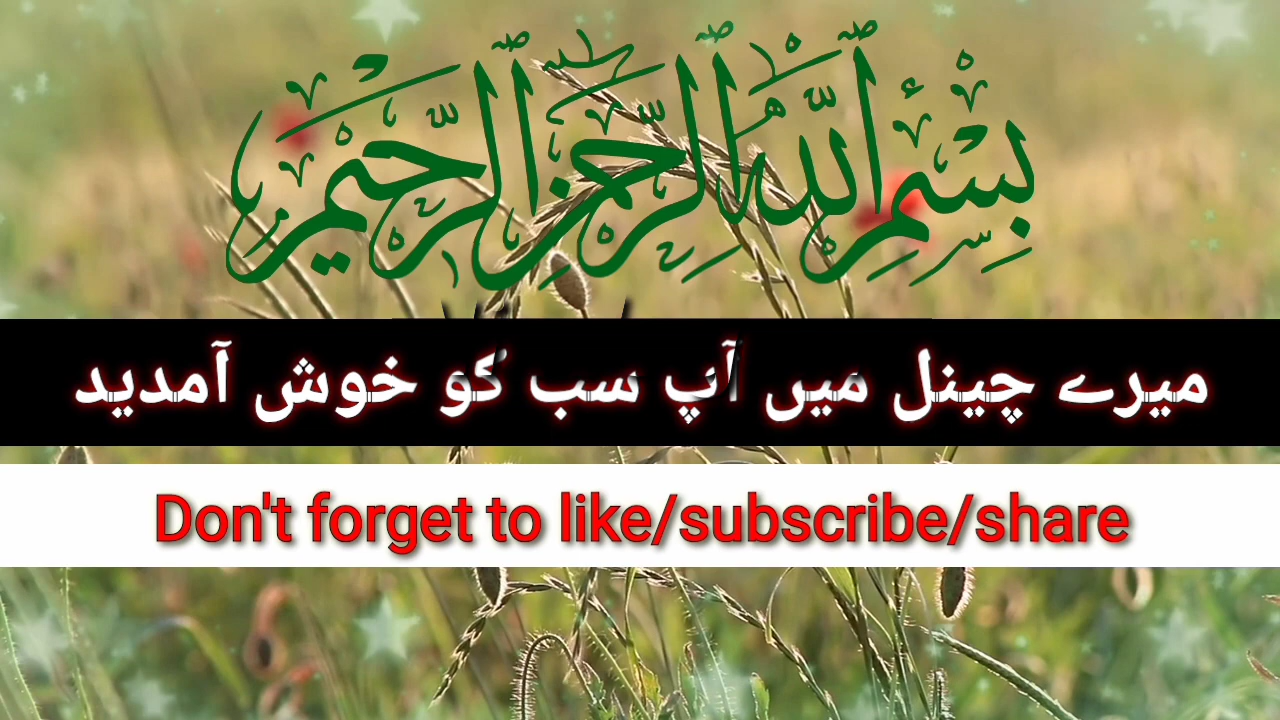 بِسْمِ اللّٰهِ الرَّحْمٰنِ الرَّحِيْمِ
میرے چینل میں آپ سب کو خوش آمدید
Don't forget to like/subscribe/share